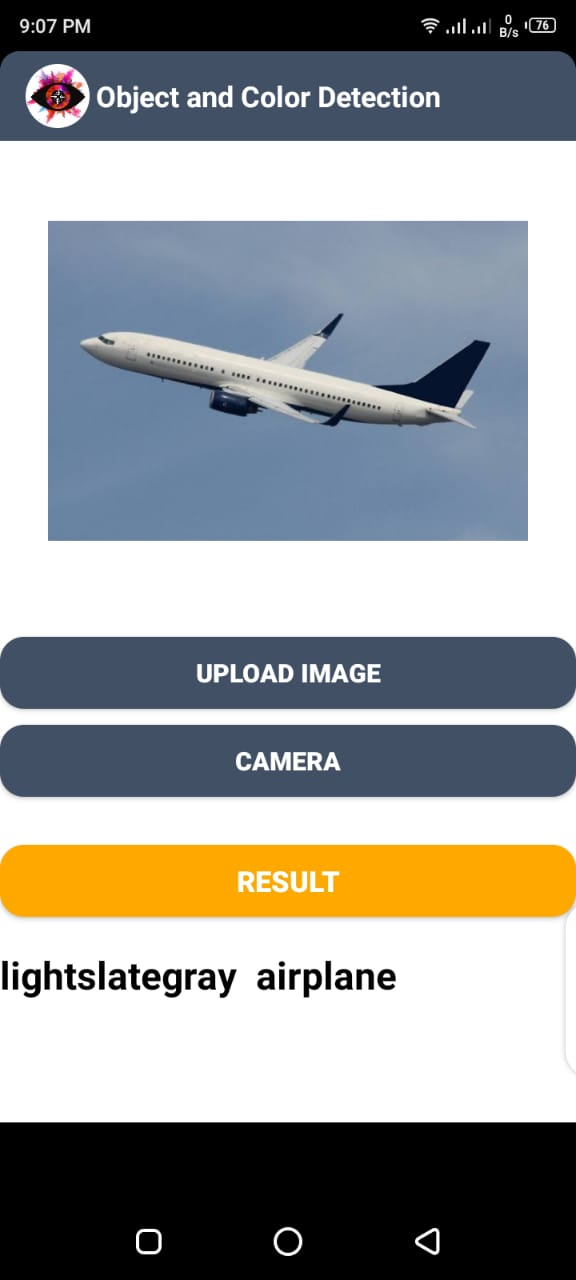 9:07 PM
0
B/s
76
Object and Color Detection
UPLOAD IMAGE
CAMERA
RESULT
lightslategray airplane